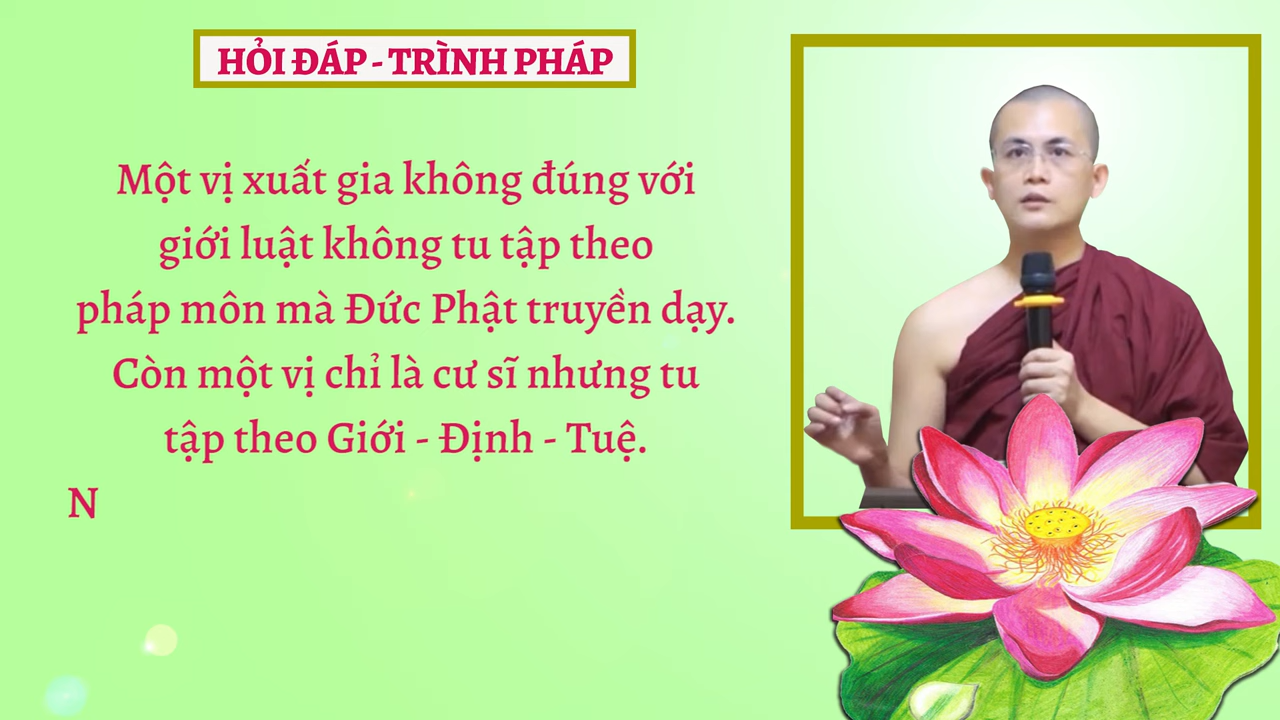 HỎI ĐÁP - TRÌNH PHÁP
Một vị xuất gia không đúng với
giới luật không tu tập theo
pháp môn mà Đức Phật truyền dạy.
Còn một vị chỉ là cư sĩ nhưng tu
tập theo Giới - Định - Tuệ.
N